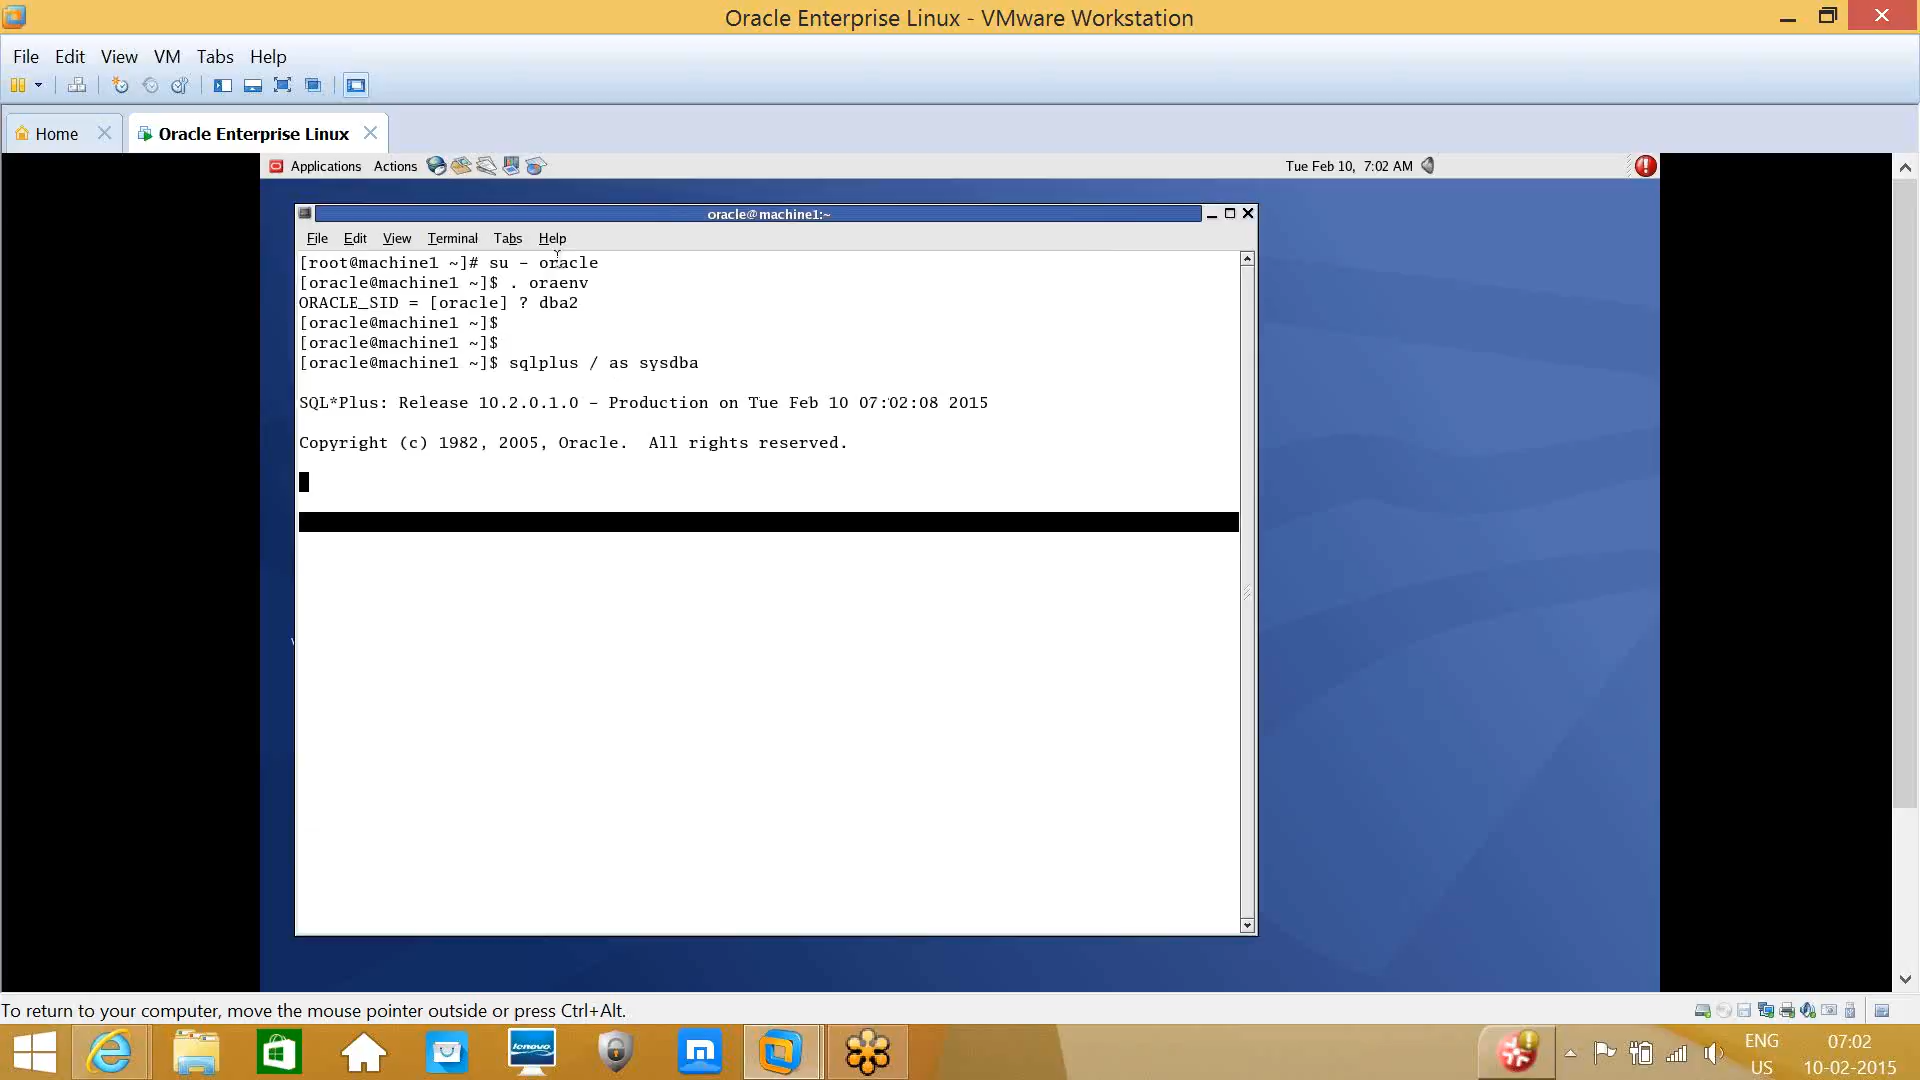 Oracle Enterprise Linux - VMware Workstation
File Edit View VM Tabs Help
Home
Oracle Enterprise Linux
Applications Actions
Tue Feb 10, 7:02 AM
oracle@machine1:~
File Edit View Terminal Tabs Help
[root@machine1 ~]# su - oracle
[oracle@machine1 ~]$ . oraenv
ORACLE_SID = [oracle] ? dba2
[oracle@machine1 ~]$
[oracle@machine1 ~]$
[oracle@machine1 ~]$ sqlplus / as sysdba
SQL*Plus: Release 10.2.0.1.0 - Production on Tue Feb 10 07:02:08 2015
Copyright (c) 1982, 2005, Oracle.  All rights reserved.
To return to your computer, move the mouse pointer outside or press Ctrl+Alt.
lenovo
ENG
US
07:02
10-02-2015